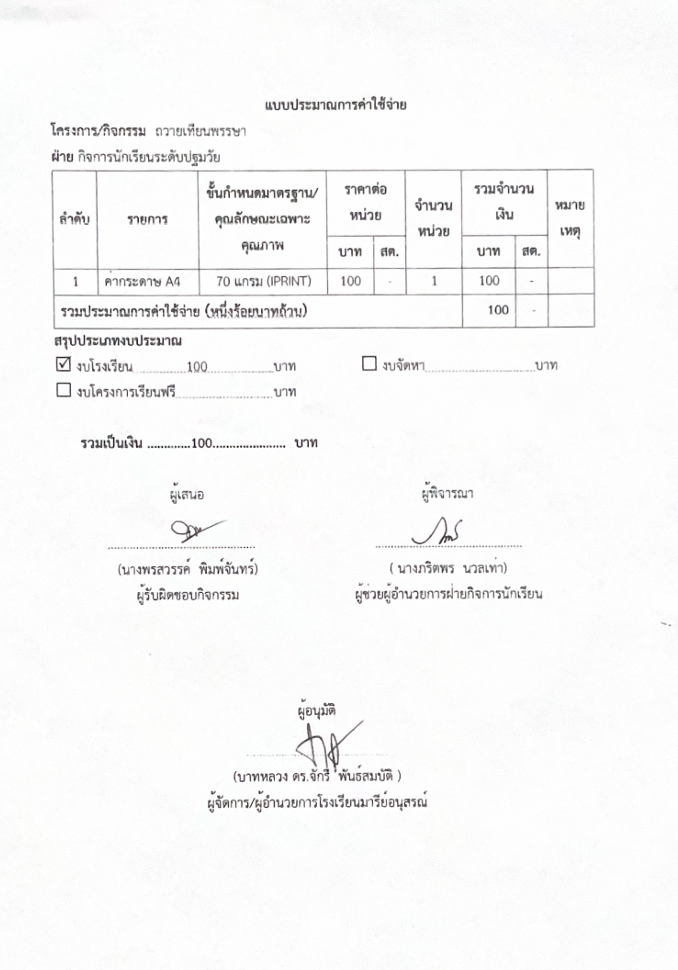 แบบประมาณการค่าใช้จ่าย
โครงการ/กิจกรรม ถวายเทียนพรรษา
ฝ่าย กิจการนักเรียนระดับปฐมวัย
ลำดับ รายการ ชั้นกำหนดมาตรฐาน/คุณลักษณะเฉพาะ คุณภาพ ราคาต่อหน่วย จำนวนหน่วย รวมจำนวนเงิน หมายเหตุ
บาท สต. บาท สต.
1 ค่ากระดาษ A4 70 แกรม (IPRINT) 100 - 1 100 -
รวมประมาณการค่าใช้จ่าย (หนึ่งร้อยบาทถ้วน) 100 -
สรุปประเภทงบประมาณ
☑ งบโรงเรียน...............100.........................บาท ☐ งบจัดหา..............................บาท
☐ งบโครงการเรียนฟรี..........................บาท
รวมเป็นเงิน .............100...................... บาท
ผู้เสนอ ผู้พิจารณา
(นางพรสวรรค์ พิมพ์จันทร์) ( นางภริตพร นวลเทา)
ผู้รับผิดชอบกิจกรรม ผู้ช่วยผู้อำนวยการฝ่ายกิจการนักเรียน
ผู้อนุมัติ
(บาทหลวง ดร.จักรี พันธ์สมบัติ )
ผู้จัดการ/ผู้อำนวยการโรงเรียนมารีย์อนุสรณ์